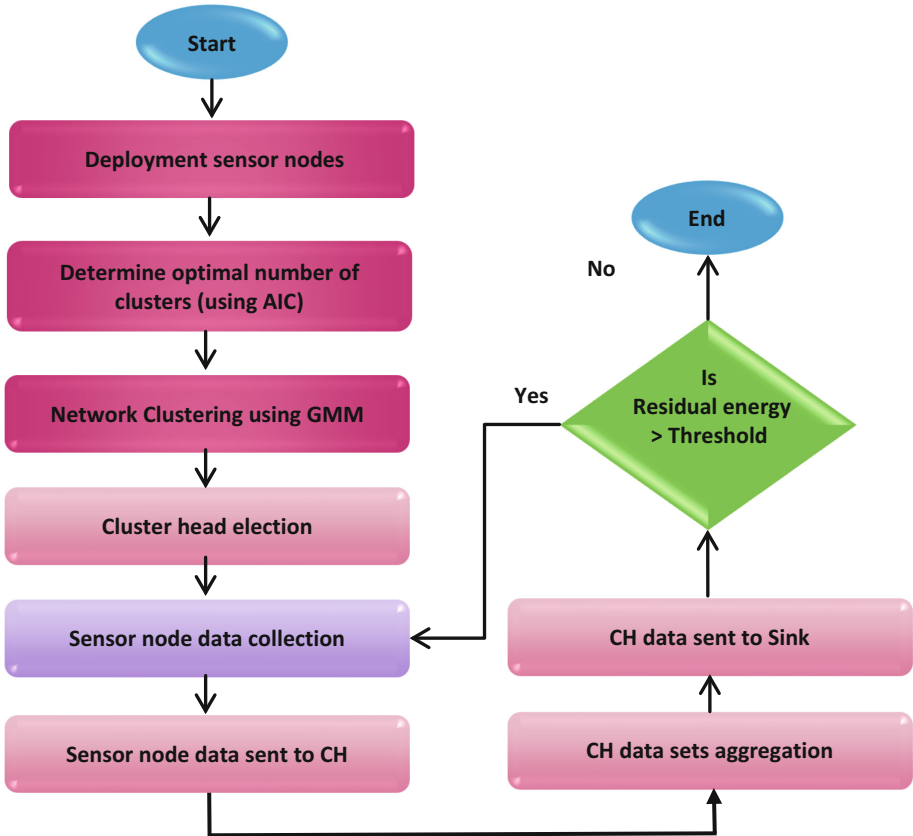 Start
Deployment sensor nodes
Determine optimal number of
clusters (using AIC)
Network Clustering using GMM
Cluster head election
Sensor node data collection
Sensor node data sent to CH
CH data sets aggregation
CH data sent to Sink
Is
Residual energy
> Threshold
Yes
No
End